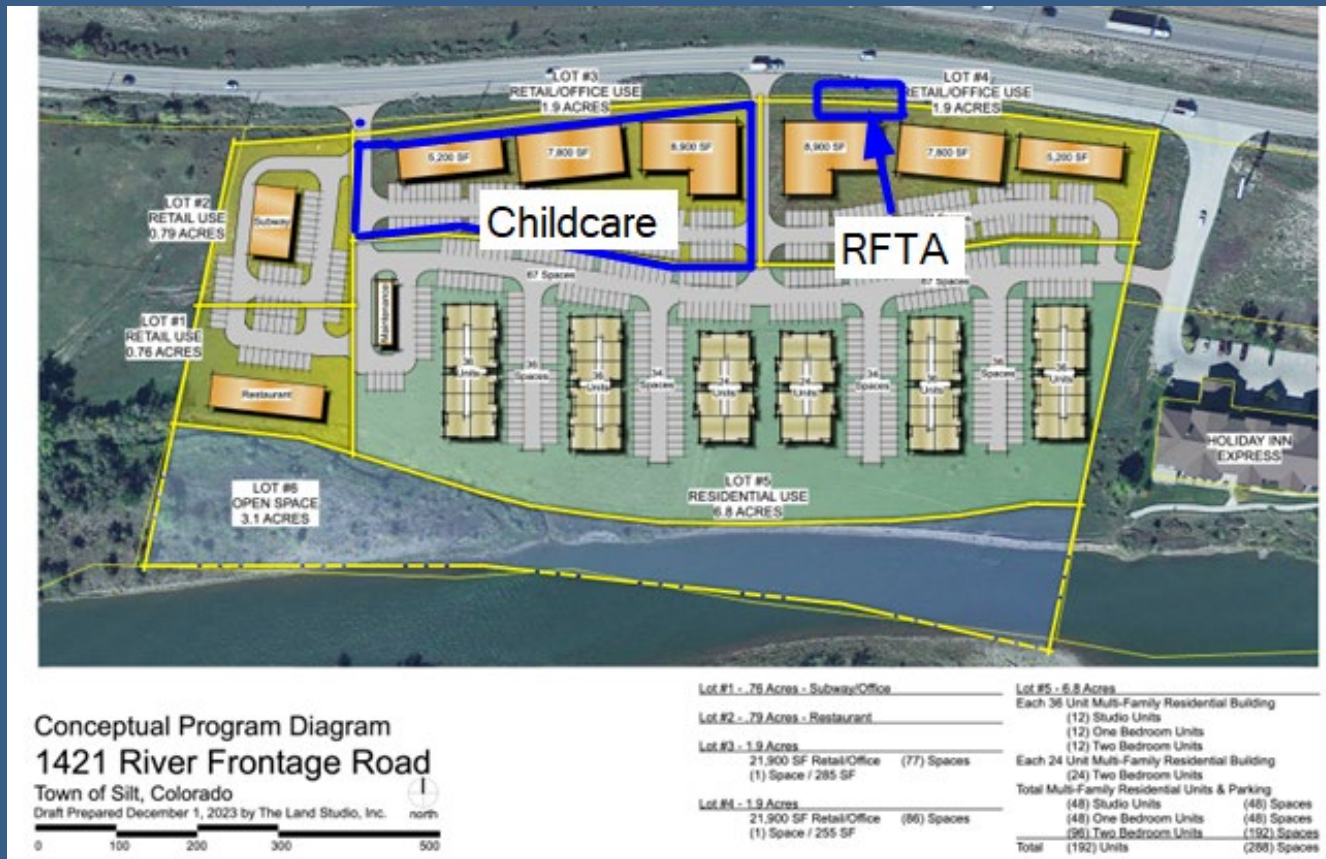 LOT #3
RETAIL/OFFICE USE
1.9 ACRES
LOT #4
RETAIL/OFFICE USE
1.9 ACRES
5,200 SF
7,800 SF
8,900 SF
8,900 SF
7,800 SF
5,200 SF
LOT #2
RETAIL USE
0.79 ACRES
Subway
Childcare
RFTA
67 Spaces
67 Spaces
Maintenance
LOT #1
RETAIL USE
0.76 ACRES
Restaurant
36
Units
36
Spaces
36
Units
34
Spaces
24
Units
24
Units
34
Spaces
36
Units
36
Spaces
36
Units
HOLIDAY INN
EXPRESS
LOT #6
OPEN SPACE
3.1 ACRES
LOT #5
RESIDENTIAL USE
6.8 ACRES
Conceptual Program Diagram
1421 River Frontage Road
Town of Silt, Colorado
Draft Prepared December 1, 2023 by The Land Studio, Inc.
north
0 100 200 300 500
Lot #1 - .76 Acres - Subway/Office
Lot #2 - .79 Acres - Restaurant
Lot #3 - 1.9 Acres
21,900 SF Retail/Office (77) Spaces
(1) Space / 285 SF
Lot #4 - 1.9 Acres
21,900 SF Retail/Office (86) Spaces
(1) Space / 255 SF
Lot #5 - 6.8 Acres
Each 36 Unit Multi-Family Residential Building
(12) Studio Units
(12) One Bedroom Units
(12) Two Bedroom Units
Each 24 Unit Multi-Family Residential Building
(24) Two Bedroom Units
Total Multi-Family Residential Units & Parking
(48) Studio Units (48) Spaces
(48) One Bedroom Units (48) Spaces
(96) Two Bedroom Units (192) Spaces
Total (192) Units (288) Spaces